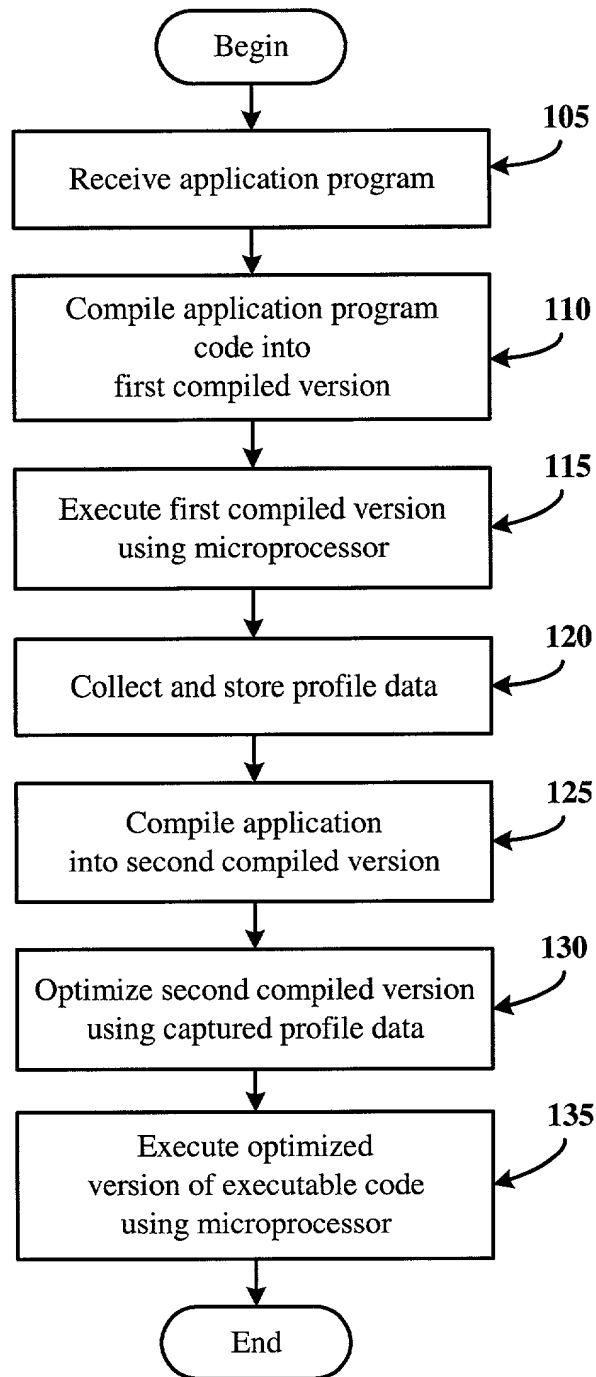 Begin
105
Receive application program
110
Compile application program
code into
first compiled version
115
Execute first compiled version
using microprocessor
120
Collect and store profile data
125
Compile application
into second compiled version
130
Optimize second compiled version
using captured profile data
135
Execute optimized
version of executable code
using microprocessor
End